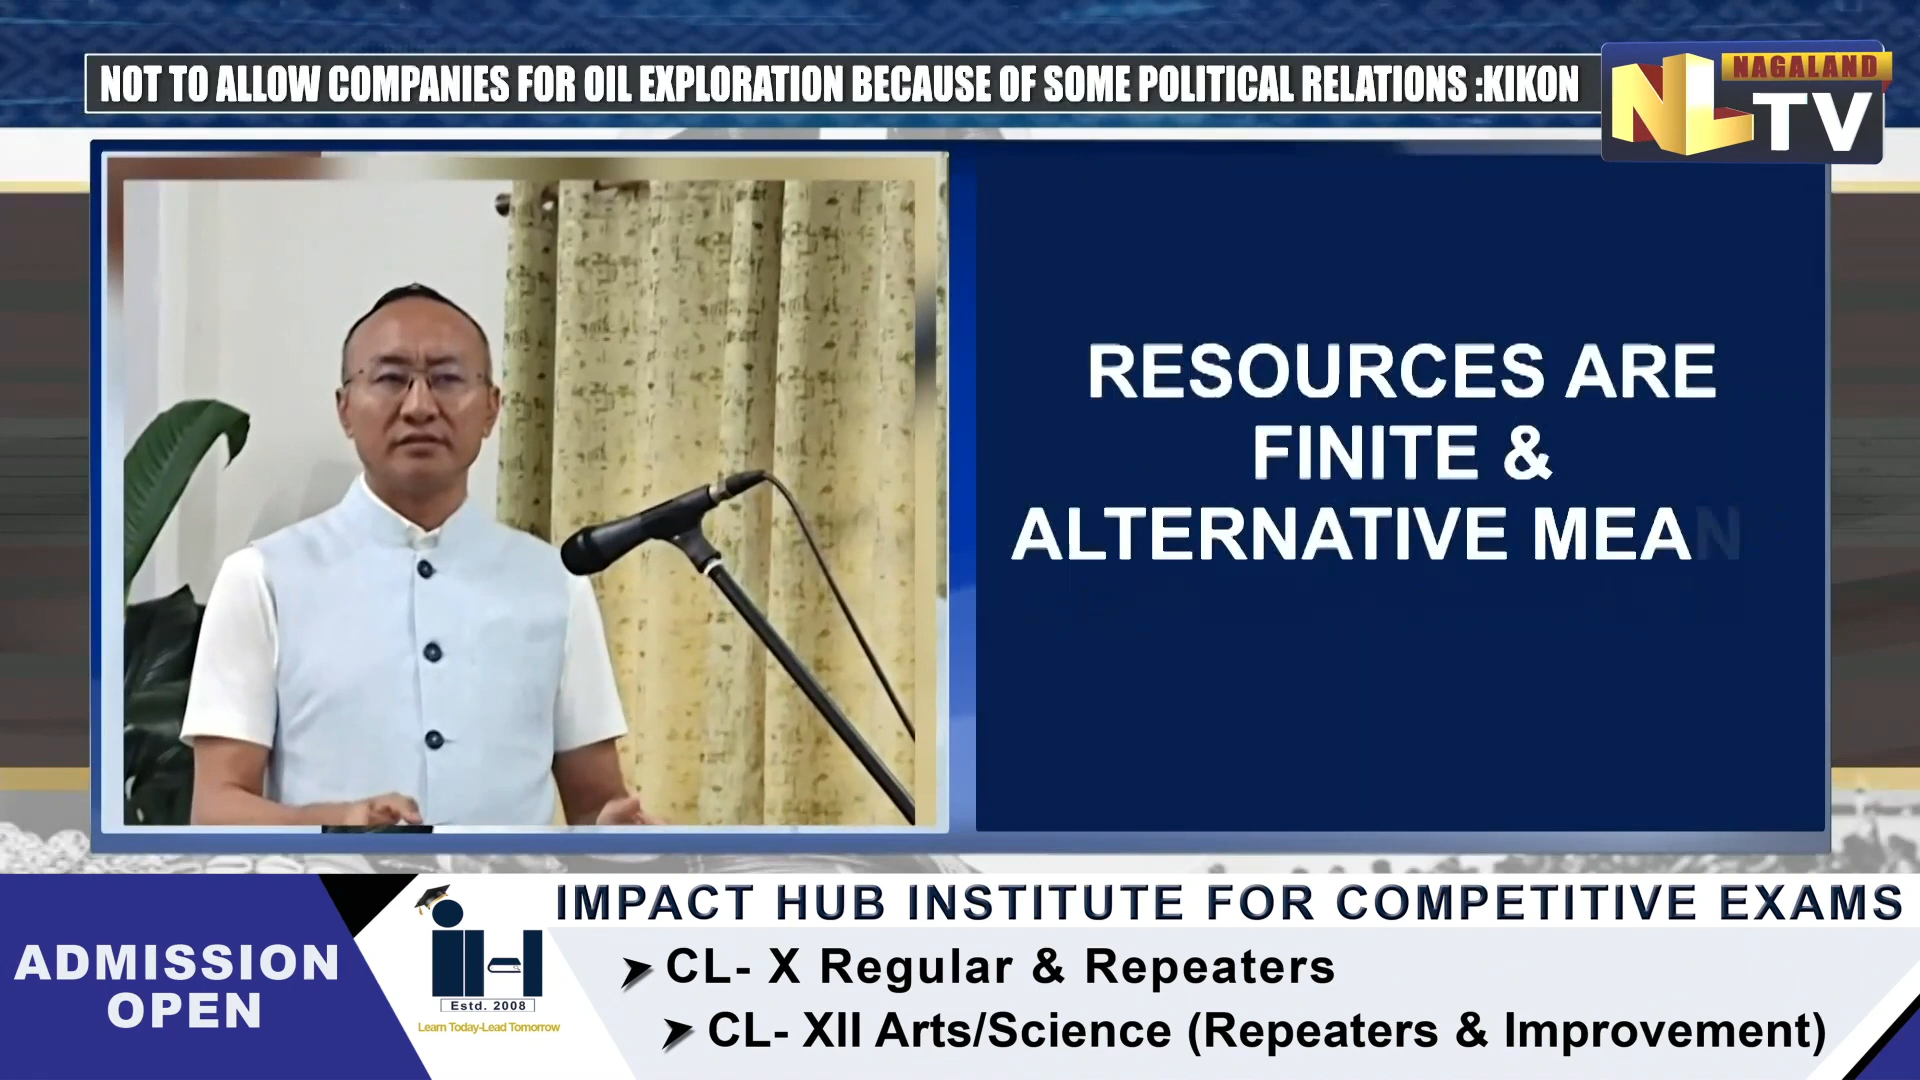 NOT TO ALLOW COMPANIES FOR OIL EXPLORATION BECAUSE OF SOME POLITICAL RELATIONS :KIKON
NAGALAND
NL TV
RESOURCES ARE
FINITE &
ALTERNATIVE MEAN
ADMISSION
OPEN
IIH
Estd. 2008
Learn Today-Lead Tomorrow
IMPACT HUB INSTITUTE FOR COMPETITIVE EXAMS
➤ CL- X Regular & Repeaters
➤ CL- XII Arts/Science (Repeaters & Improvement)